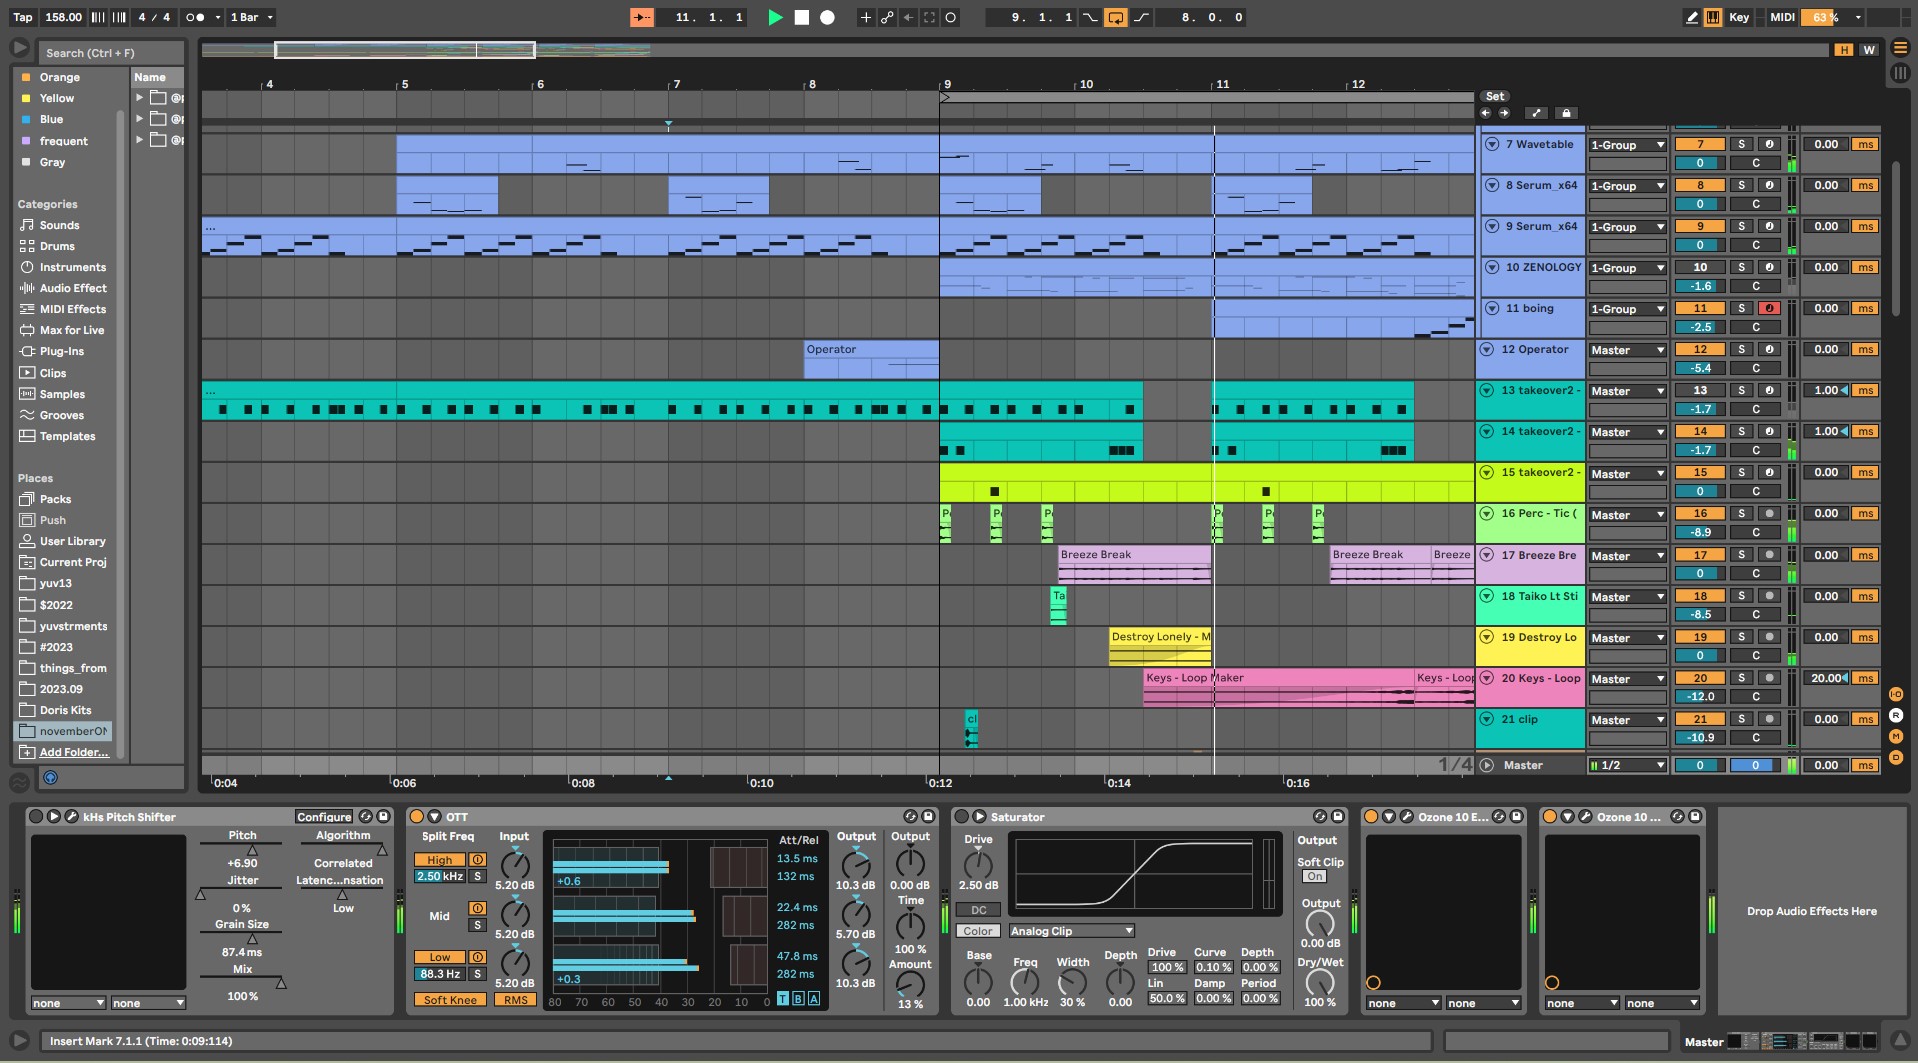 Tap 158.00 4 / 4 1 Bar 11. 1. 1 9. 1. 1 8. 0. 0 Key MIDI 63 %
Search (Ctrl + F)
H W
Orange
Yellow
Blue
frequent
Gray
Name
Categories
Sounds
Drums
Instruments
Audio Effect
MIDI Effects
Max for Live
Plug-Ins
Clips
Samples
Grooves
Templates
Places
Packs
Push
User Library
Current Proj
yuv13
$2022
yuvstrments
#2023
things_from
2023.09
Doris Kits
novemberON
Add Folder...
4 5 6 7 8 9 10 11 12
Set
7 Wavetable 1-Group 7 S 0.00 ms
0 C
8 Serum_x64 1-Group 8 S 0.00 ms
0 C
...
9 Serum_x64 1-Group 9 S 0.00 ms
0 C
10 ZENOLOGY 1-Group 10 S 0.00 ms
-1.6 C
11 boing 1-Group 11 S 0.00 ms
-2.5 C
Operator
12 Operator Master 12 S 0.00 ms
-5.4 C
...
13 takeover2 - Master 13 S 1.00 ms
-1.7 C
14 takeover2 - Master 14 S 1.00 ms
-1.7 C
15 takeover2 - Master 15 S 0.00 ms
0 C
16 Perc - Tic ( Master 16 S 0.00 ms
-8.9 C
Breeze Break Breeze Break Breeze
17 Breeze Bre Master 17 S 0.00 ms
0 C
Ta
18 Taiko Lt Sti Master 18 S 0.00 ms
-8.5 C
Destroy Lonely - M
19 Destroy Lo Master 19 S 0.00 ms
0 C
Keys - Loop Maker Keys - Loop
20 Keys - Loop Master 20 S 20.00 ms
-12.0 C
cl
21 clip Master 21 S 0.00 ms
-10.9 C
1/4
Master 1/2 0 0 0.00 ms
0:04 0:06 0:08 0:10 0:12 0:14 0:16
kHs Pitch Shifter Configure
Pitch
+6.90
Jitter
0 %
Grain Size
87.4 ms
Mix
100 %
Algorithm
Correlated
Latenc...nsation
Low
none none
OTT
Split Freq Input
High
2.50 kHz S
5.20 dB
Mid
S
5.20 dB
Low
88.3 Hz S
5.20 dB
Soft Knee RMS
+0.6
+0.3
80 70 60 50 40 30 20 10 0
Att/Rel
13.5 ms
132 ms
22.4 ms
282 ms
47.8 ms
282 ms
T B A
Output
10.3 dB
5.70 dB
10.3 dB
Output
0.00 dB
Time
100 %
Amount
13 %
Saturator
Drive
2.50 dB
DC
Color Analog Clip
Base
0.00
Freq
1.00 kHz
Width
30 %
Depth
0.00
Drive Curve Depth
100 % 0.10 % 0.00 %
Lin Damp Period
50.0 % 0.00 % 0.00 %
Output
Soft Clip
On
Output
0.00 dB
Dry/Wet
100 %
Ozone 10 E...
none none
Ozone 10 ...
none none
Drop Audio Effects Here
Insert Mark 7.1.1 (Time: 0:09:114)
Master